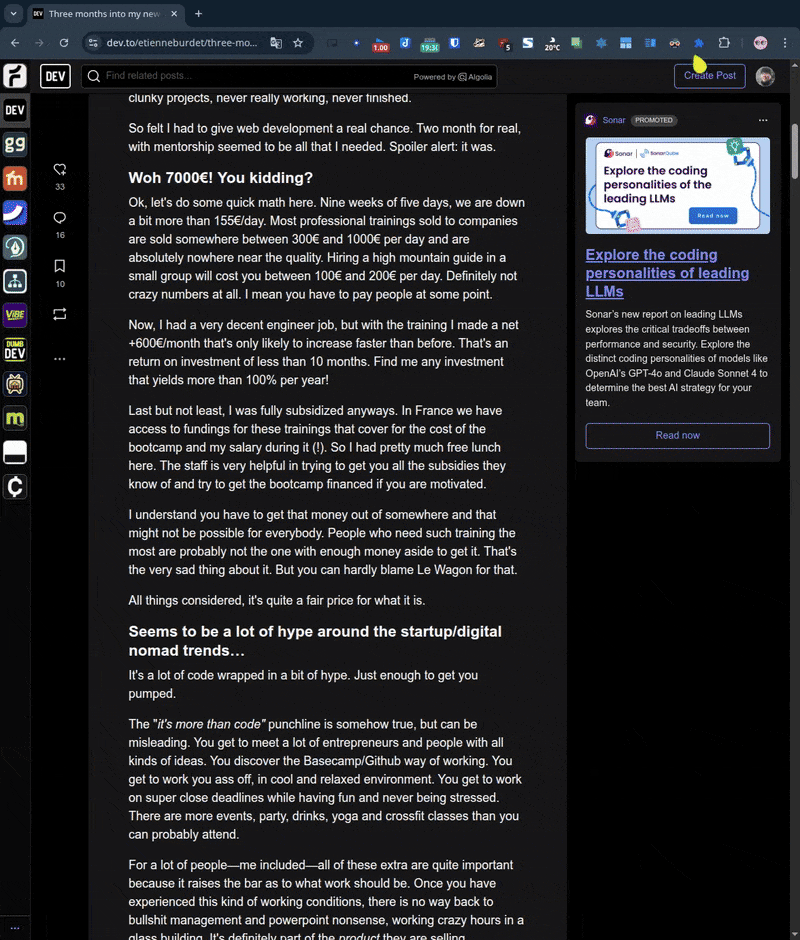 Three months into my new
dev.to/etienneburdet/three-mo...
1.00
19:3
5
20°C
DEV
Find related posts...
Powered by Algolia
Create Post
DEV
gg
m
ViBE
DUMB DEV
m
33
16
10
clunky projects, never really working, never finished.
So felt I had to give web development a real chance. Two month for real,
with mentorship seemed to be all that I needed. Spoiler alert: it was.
Woh 7000€! You kidding?
Ok, let's do some quick math here. Nine weeks of five days, we are down
a bit more than 155€/day. Most professional trainings sold to companies
are sold somewhere between 300€ and 1000€ per day and are
absolutely nowhere near the quality. Hiring a high mountain guide in a
small group will cost you between 100€ and 200€ per day. Definitely not
crazy numbers at all. I mean you have to pay people at some point.
Now, I had a very decent engineer job, but with the training I made a net
+600€/month that's only likely to increase faster than before. That's an
return on investment of less than 10 months. Find me any investment
that yields more than 100% per year!
Last but not least, I was fully subsidized anyways. In France we have
access to fundings for these trainings that cover for the cost of the
bootcamp and my salary during it (!). So I had pretty much free lunch
here. The staff is very helpful in trying to get you all the subsidies they
know of and try to get the bootcamp financed if you are motivated.
I understand you have to get that money out of somewhere and that
might not be possible for everybody. People who need such training the
most are probably not the one with enough money aside to get it. That's
the very sad thing about it. But you can hardly blame Le Wagon for that.
All things considered, it's quite a fair price for what it is.
Seems to be a lot of hype around the startup/digital
nomad trends…
It's a lot of code wrapped in a bit of hype. Just enough to get you
pumped.
The "it's more than code" punchline is somehow true, but can be
misleading. You get to meet a lot of entrepreneurs and people with all
kinds of ideas. You discover the Basecamp/Github way of working. You
get to work you ass off, in cool and relaxed environment. You get to work
on super close deadlines while having fun and never being stressed.
There are more events, party, drinks, yoga and crossfit classes than you
can probably attend.
For a lot of people—me included—all of these extra are quite important
because it raises the bar as to what work should be. Once you have
experienced this kind of working conditions, there is no way back to
bullshit management and powerpoint nonsense, working crazy hours in a
glass building. It's definitely part of the product they are selling.
Sonar PROMOTED
Sonar | SonarQube
Explore the coding
personalities of the
leading LLMs
Read now
Explore the coding
personalities of leading
LLMs
Sonar's new report on leading LLMs
explores the critical tradeoffs between
performance and security. Explore the
distinct coding personalities of models like
OpenAI's GPT-4o and Claude Sonnet 4 to
determine the best AI strategy for your
team.
Read now